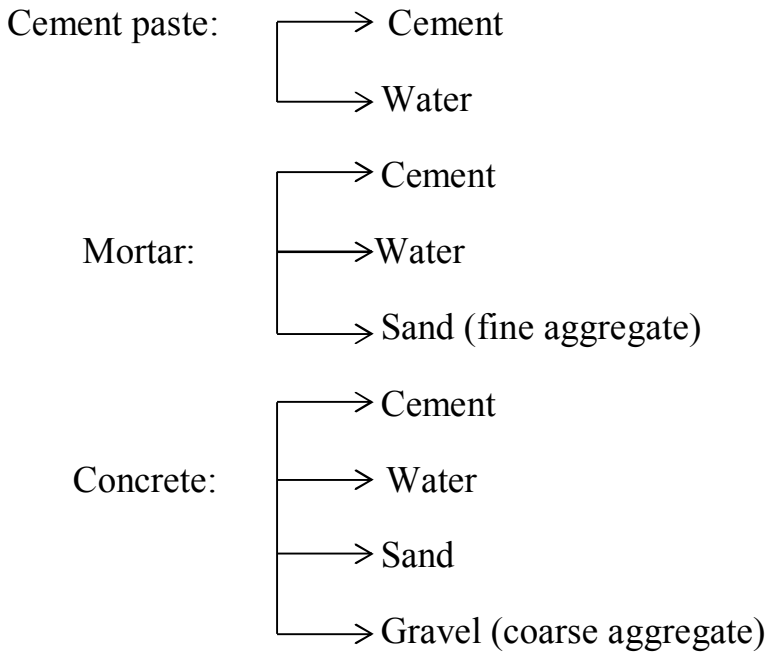 Cement paste: Cement
Water
Cement
Mortar: Water
Sand (fine aggregate)
Cement
Concrete: Water
Sand
Gravel (coarse aggregate)